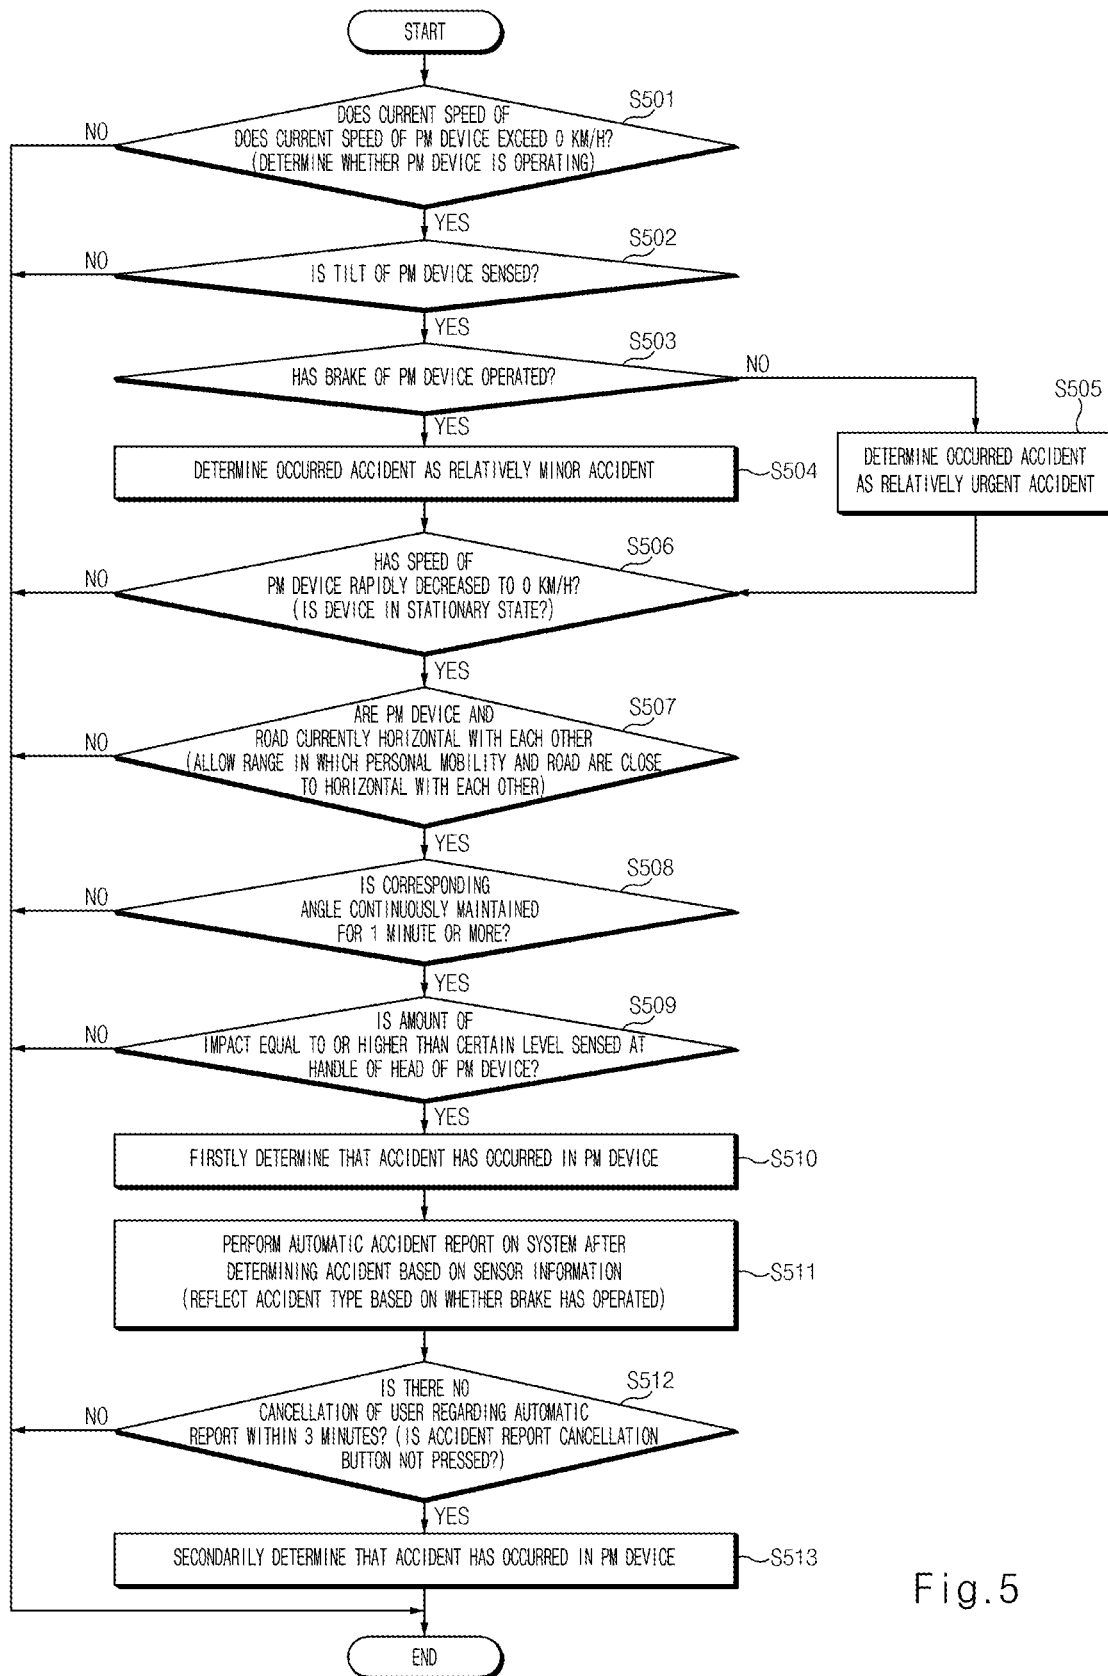 START
S501
DOES CURRENT SPEED OF
DOES CURRENT SPEED OF PM DEVICE EXCEED 0 KM/H?
(DETERMINE WHETHER PM DEVICE IS OPERATING)
NO
YES
S502
IS TILT OF PM DEVICE SENSED?
NO
YES
S503
HAS BRAKE OF PM DEVICE OPERATED?
NO
YES
S505
DETERMINE OCCURRED ACCIDENT
AS RELATIVELY URGENT ACCIDENT
DETERMINE OCCURRED ACCIDENT AS RELATIVELY MINOR ACCIDENT
S504
S506
HAS SPEED OF
PM DEVICE RAPIDLY DECREASED TO 0 KM/H?
(IS DEVICE IN STATIONARY STATE?)
NO
YES
S507
ARE PM DEVICE AND
ROAD CURRENTLY HORIZONTAL WITH EACH OTHER
(ALLOW RANGE IN WHICH PERSONAL MOBILITY AND ROAD ARE CLOSE
TO HORIZONTAL WITH EACH OTHER)
NO
YES
S508
IS CORRESPONDING
ANGLE CONTINUOUSLY MAINTAINED
FOR 1 MINUTE OR MORE?
NO
YES
S509
IS AMOUNT OF
IMPACT EQUAL TO OR HIGHER THAN CERTAIN LEVEL SENSED AT
HANDLE OF HEAD OF PM DEVICE?
NO
YES
FIRSTLY DETERMINE THAT ACCIDENT HAS OCCURRED IN PM DEVICE
S510
PERFORM AUTOMATIC ACCIDENT REPORT ON SYSTEM AFTER
DETERMINING ACCIDENT BASED ON SENSOR INFORMATION
(REFLECT ACCIDENT TYPE BASED ON WHETHER BRAKE HAS OPERATED)
S511
S512
IS THERE NO
CANCELLATION OF USER REGARDING AUTOMATIC
REPORT WITHIN 3 MINUTES? (IS ACCIDENT REPORT CANCELLATION
BUTTON NOT PRESSED?)
NO
YES
SECONDARILY DETERMINE THAT ACCIDENT HAS OCCURRED IN PM DEVICE
S513
END
Fig.5